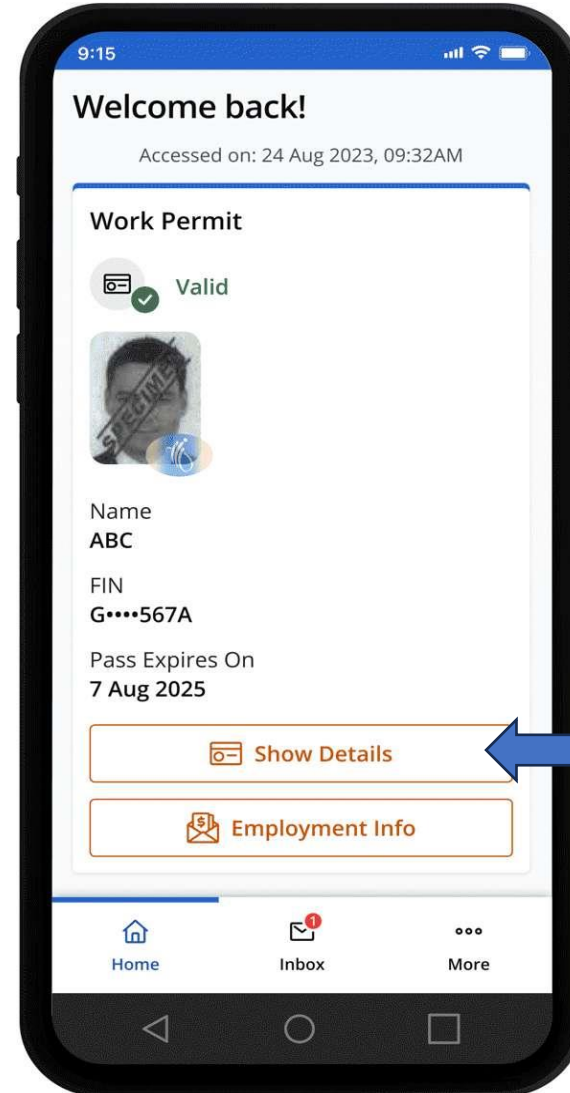 9:15
Welcome back!
Accessed on: 24 Aug 2023, 09:32AM
Work Permit
Valid
SPECIMEN
Name
ABC
FIN
G••••567A
Pass Expires On
7 Aug 2025
Show Details
Employment Info
1
Home
Inbox
More